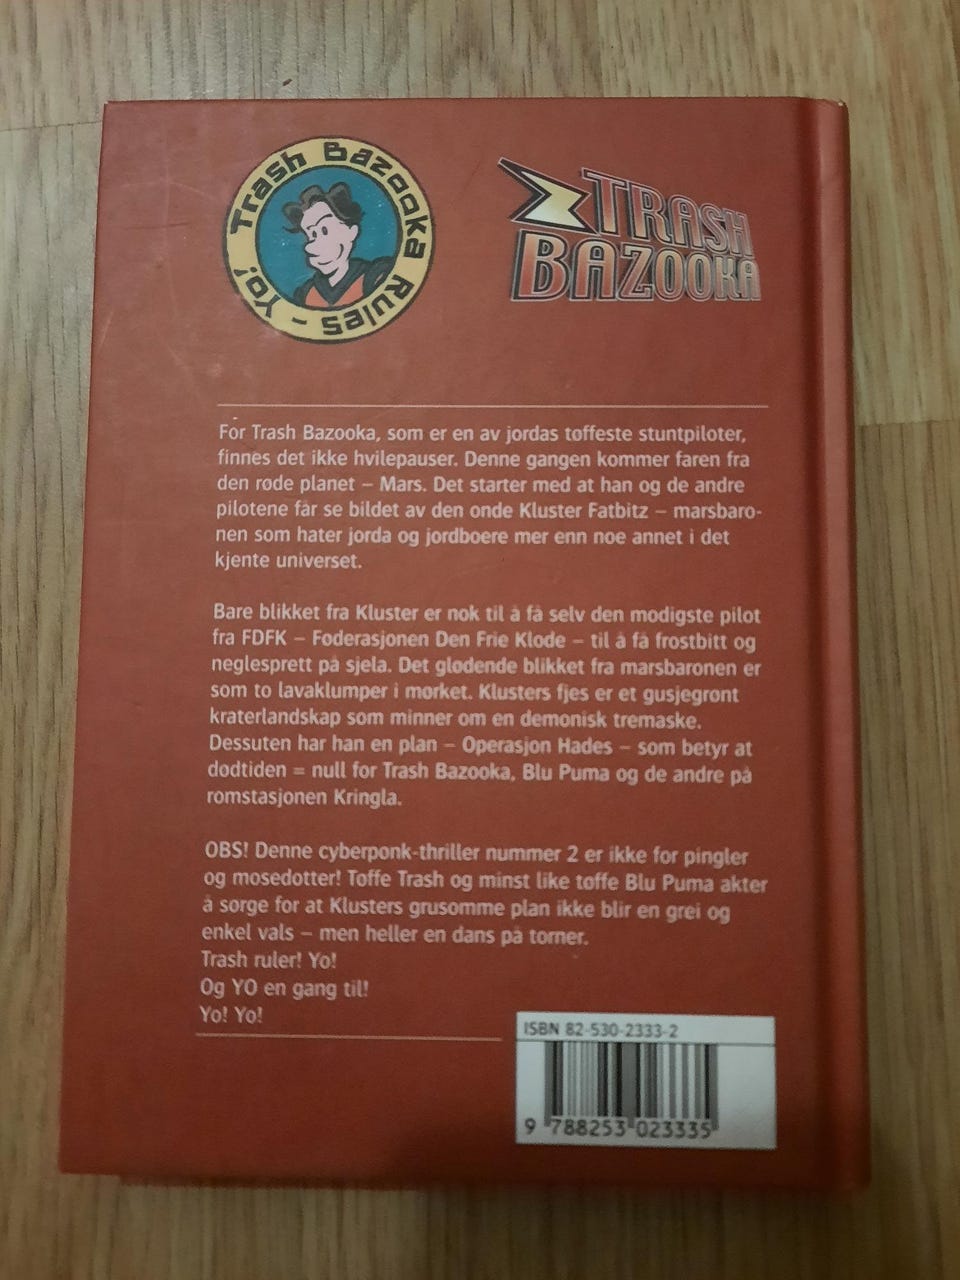 Trash Bazooka Rules - Yo!
TRASH
BAZOOKA
For Trash Bazooka, som er en av jordas tøffeste stuntpiloter,
finnes det ikke hvilepauser. Denne gangen kommer faren fra
den røde planet – Mars. Det starter med at han og de andre
pilotene får se bildet av den onde Kluster Fatbitz – marsbaro-
nen som hater jorda og jordboere mer enn noe annet i det
kjente universet.
Bare blikket fra Kluster er nok til å få selv den modigste pilot
fra FDFK – Føderasjonen Den Frie Klode – til å få frostbitt og
neglesprett på sjela. Det glødende blikket fra marsbaronen er
som to lavaklumper i mørket. Klusters fjes er et gusjegrønt
kraterlandskap som minner om en demonisk tremaske.
Dessuten har han en plan – Operasjon Hades – som betyr at
dødtiden = null for Trash Bazooka, Blu Puma og de andre på
romstasjonen Kringla.
OBS! Denne cyberponk-thriller nummer 2 er ikke for pingler
og mosedotter! Tøffe Trash og minst like tøffe Blu Puma akter
å sørge for at Klusters grusomme plan ikke blir en grei og
enkel vals – men heller en dans på torner.
Trash ruler! Yo!
Og YO en gang til!
Yo! Yo!
ISBN 82-530-2333-2
9 788253 023335